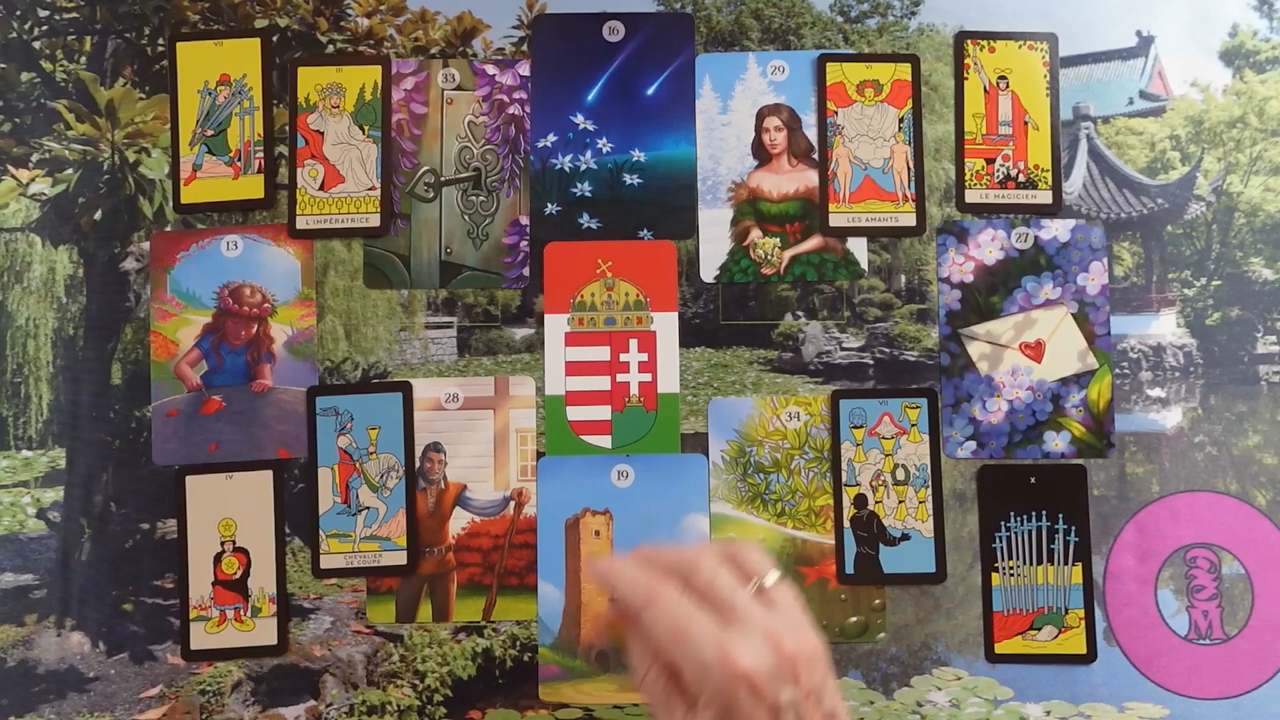 VII
III
L'IMPÉRATRICE
33
16
29
VI
LES AMANTS
I
LE MAGICIEN
13
27
28
CHEVALIER
DE COUPE
19
34
VII
IV
X